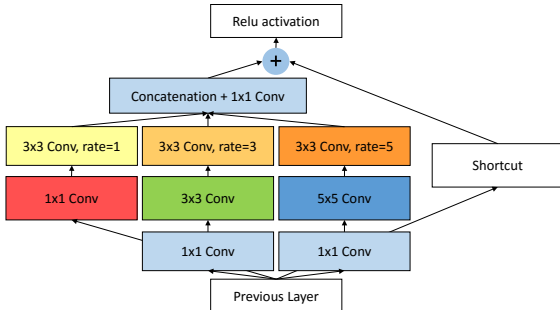 Relu activation
+
Concatenation + 1x1 Conv
3x3 Conv, rate=1
3x3 Conv, rate=3
3x3 Conv, rate=5
Shortcut
1x1 Conv
3x3 Conv
5x5 Conv
1x1 Conv
1x1 Conv
Previous Layer